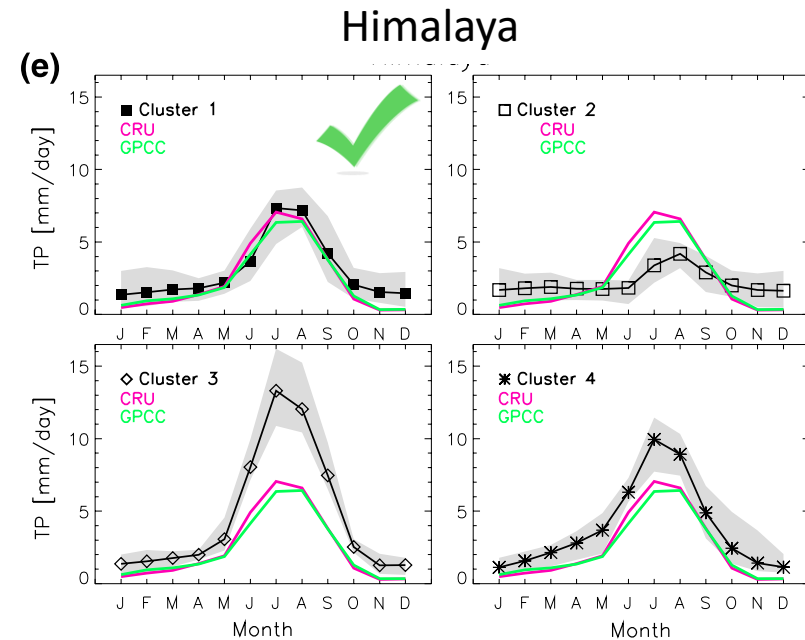 Himalaya
(e)
Cluster 1
CRU
GPCC
Cluster 2
CRU
GPCC
TP [mm/day]
15
10
5
0
J F M A M J J A S O N D
J F M A M J J A S O N D
Cluster 3
CRU
GPCC
Cluster 4
CRU
GPCC
TP [mm/day]
15
10
5
0
J F M A M J J A S O N D
J F M A M J J A S O N D
Month
Month